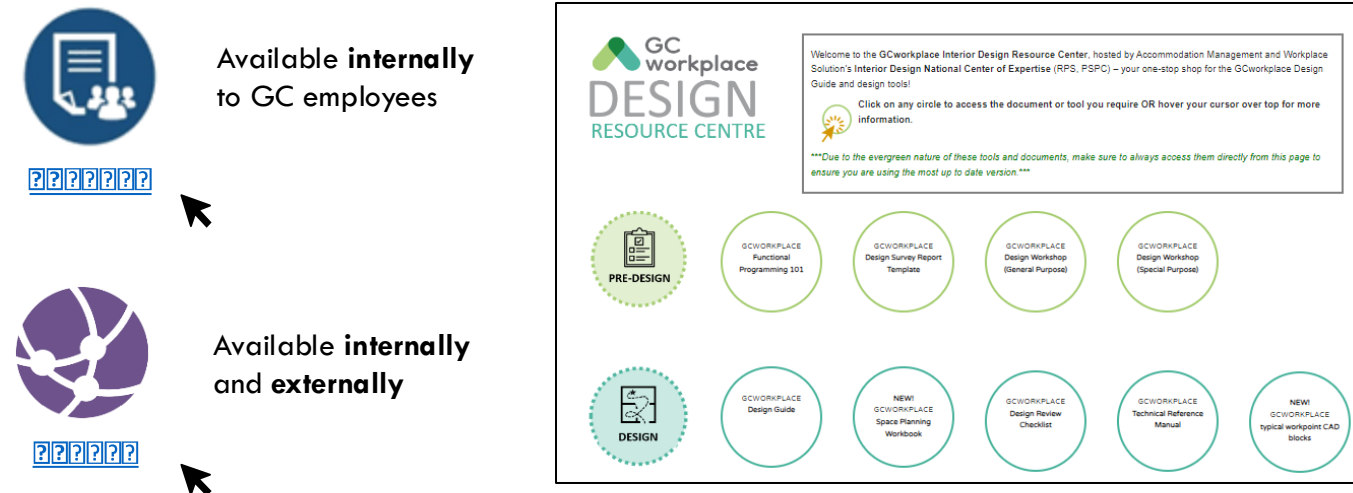 Available internally
to GC employees
Available internally
and externally
GC
workplace
DESIGN
RESOURCE CENTRE
Welcome to the GCworkplace Interior Design Resource Center, hosted by Accommodation Management and Workplace
Solution's Interior Design National Center of Expertise (RPS, PSPC) – your one-stop shop for the GCworkplace Design
Guide and design tools!
Click on any circle to access the document or tool you require OR hover your cursor over top for more
information.
***Due to the evergreen nature of these tools and documents, make sure to always access them directly from this page to
ensure you are using the most up to date version.***
PRE-DESIGN
GCWORKPLACE
Functional
Programming 101
GCWORKPLACE
Design Survey Report
Template
GCWORKPLACE
Design Workshop
(General Purpose)
GCWORKPLACE
Design Workshop
(Special Purpose)
DESIGN
GCWORKPLACE
Design Guide
NEW!
GCWORKPLACE
Space Planning
Workbook
GCWORKPLACE
Design Review
Checklist
GCWORKPLACE
Technical Reference
Manual
NEW!
GCWORKPLACE
typical workpoint CAD
blocks